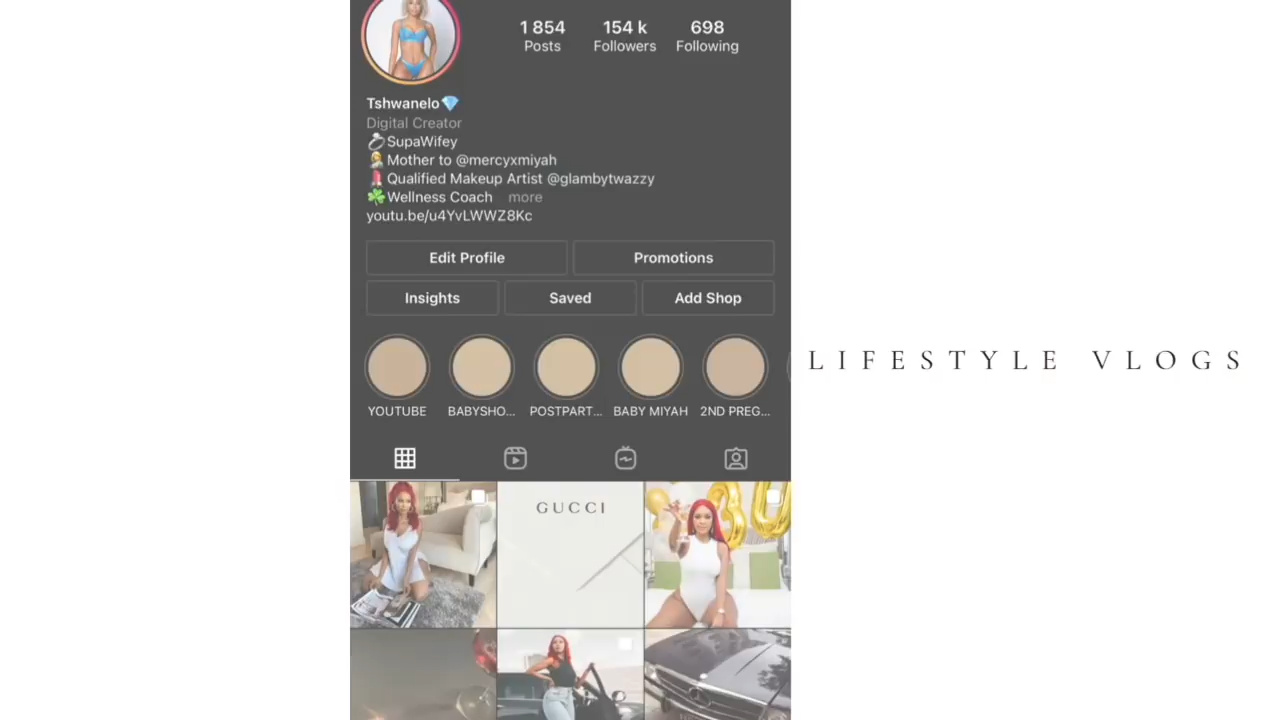 1 854 154 k 698
Posts Followers Following
Tshwanelo💎
Digital Creator
💍SupaWifey
👰Mother to @mercyxmiyah
💄Qualified Makeup Artist @glambytwazzy
☘️Wellness Coach more
youtu.be/u4YvLWWZ8Kc
Edit Profile Promotions
Insights Saved Add Shop
LIFESTYLE VLOGS
YOUTUBE BABYSHO... POSTPART... BABY MIYAH 2ND PREG...
GUCCI
30